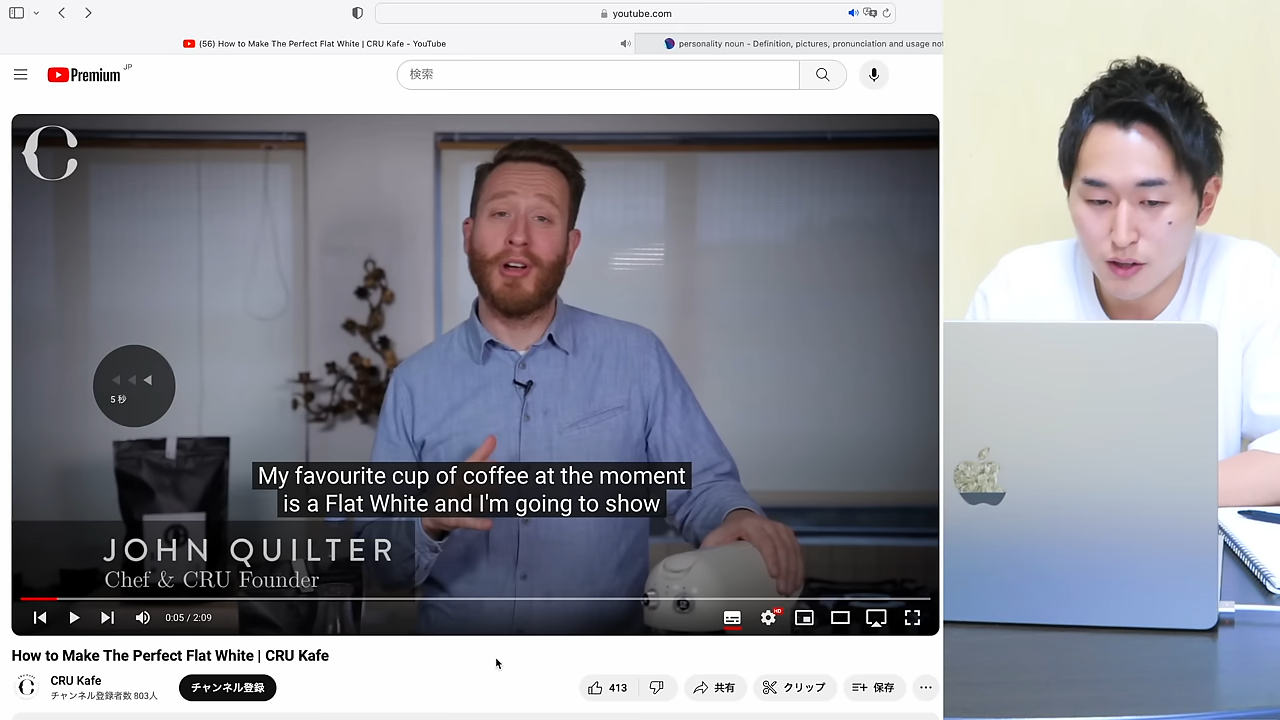 youtube.com
(56) How to Make The Perfect Flat White | CRU Kafe - YouTube
personality noun - Definition, pictures, pronunciation and usage not
Premium
JP
検索
C
5 秒
My favourite cup of coffee at the moment
is a Flat White and I'm going to show
JOHN QUILTER
Chef & CRU Founder
0:05 / 2:09
HD
How to Make The Perfect Flat White | CRU Kafe
CRU Kafe
チャンネル登録者数 803人
チャンネル登録
413
共有
クリップ
保存